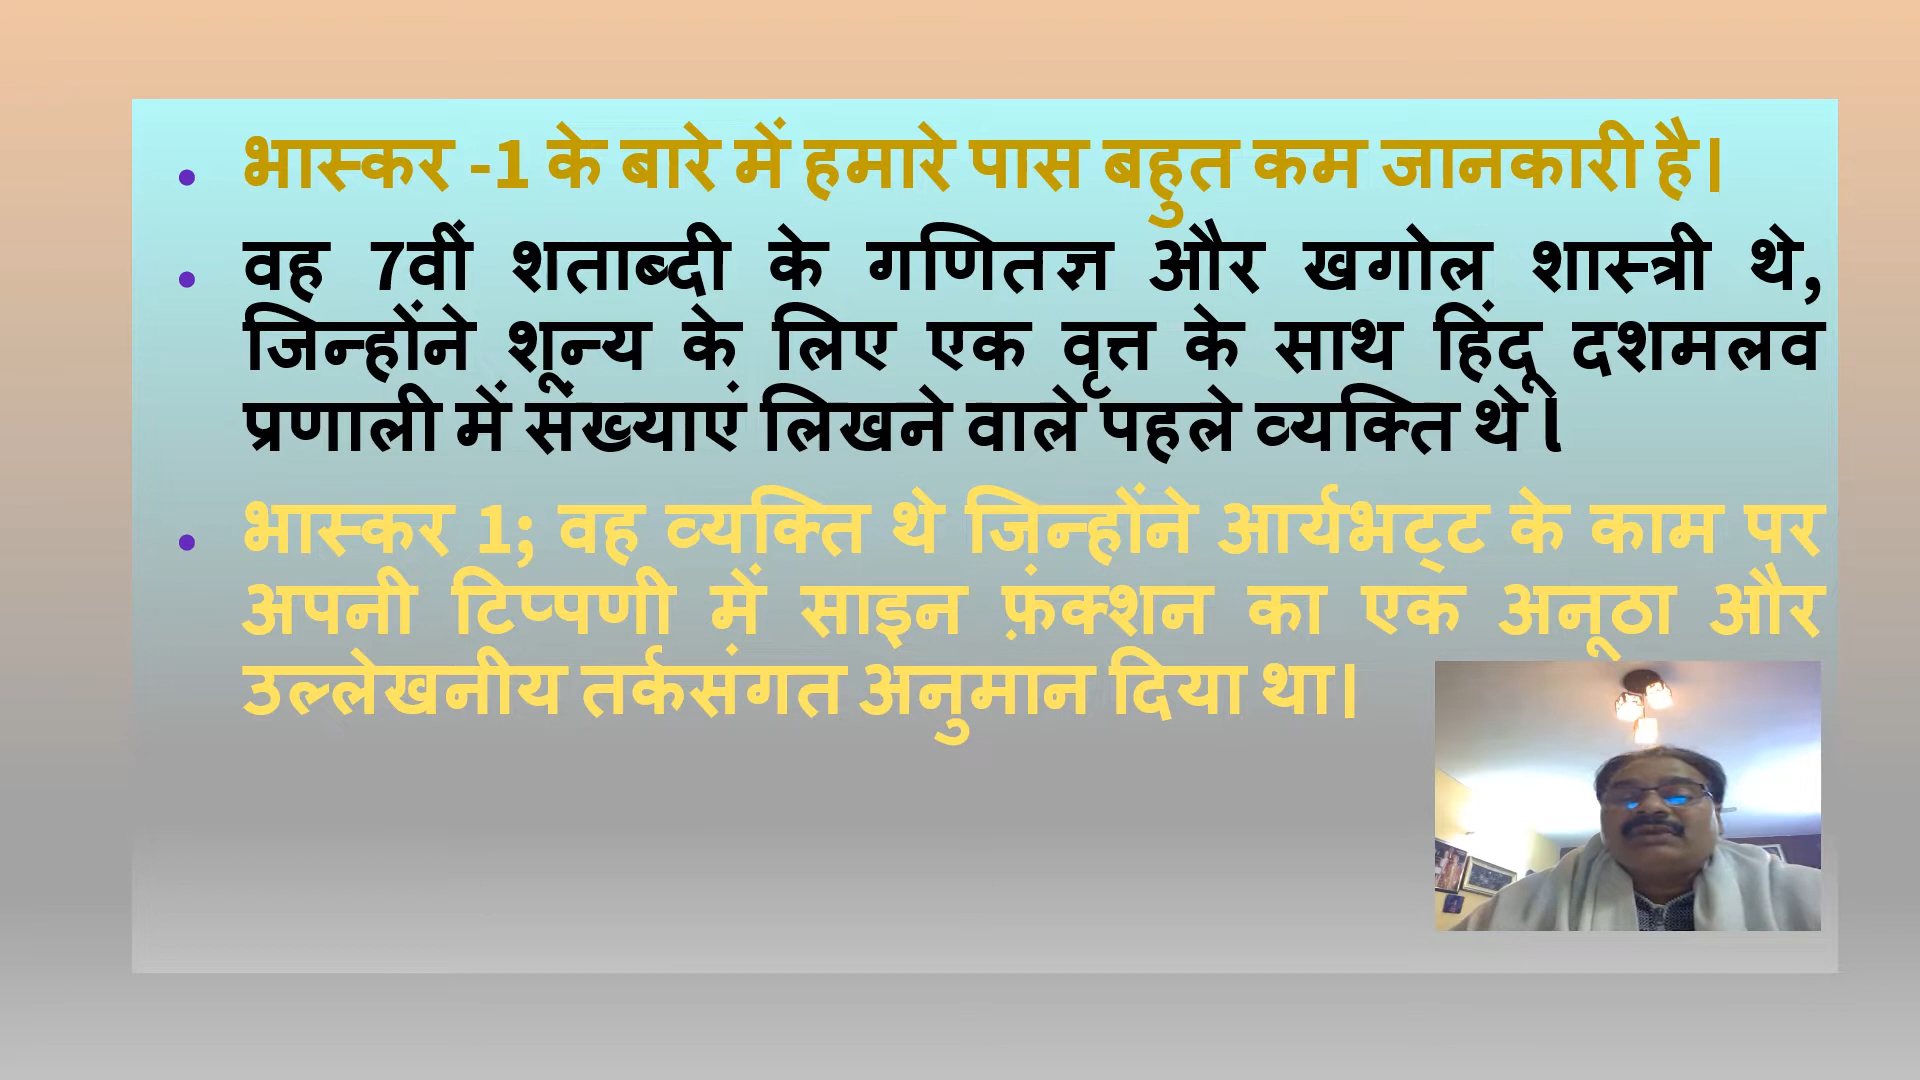 • भास्कर -1 के बारे में हमारे पास बहुत कम जानकारी है।
• वह 7वीं शताब्दी के गणितज्ञ और खगोल शास्त्री थे,
जिन्होंने शून्य के लिए एक वृत्त के साथ हिंदू दशमलव
प्रणाली में संख्याएं लिखने वाले पहले व्यक्ति थे l
• भास्कर 1; वह व्यक्ति थे जिन्होंने आर्यभट्ट के काम पर
अपनी टिप्पणी में साइन फ़ंक्शन का एक अनूठा और
उल्लेखनीय तर्कसंगत अनुमान दिया था।